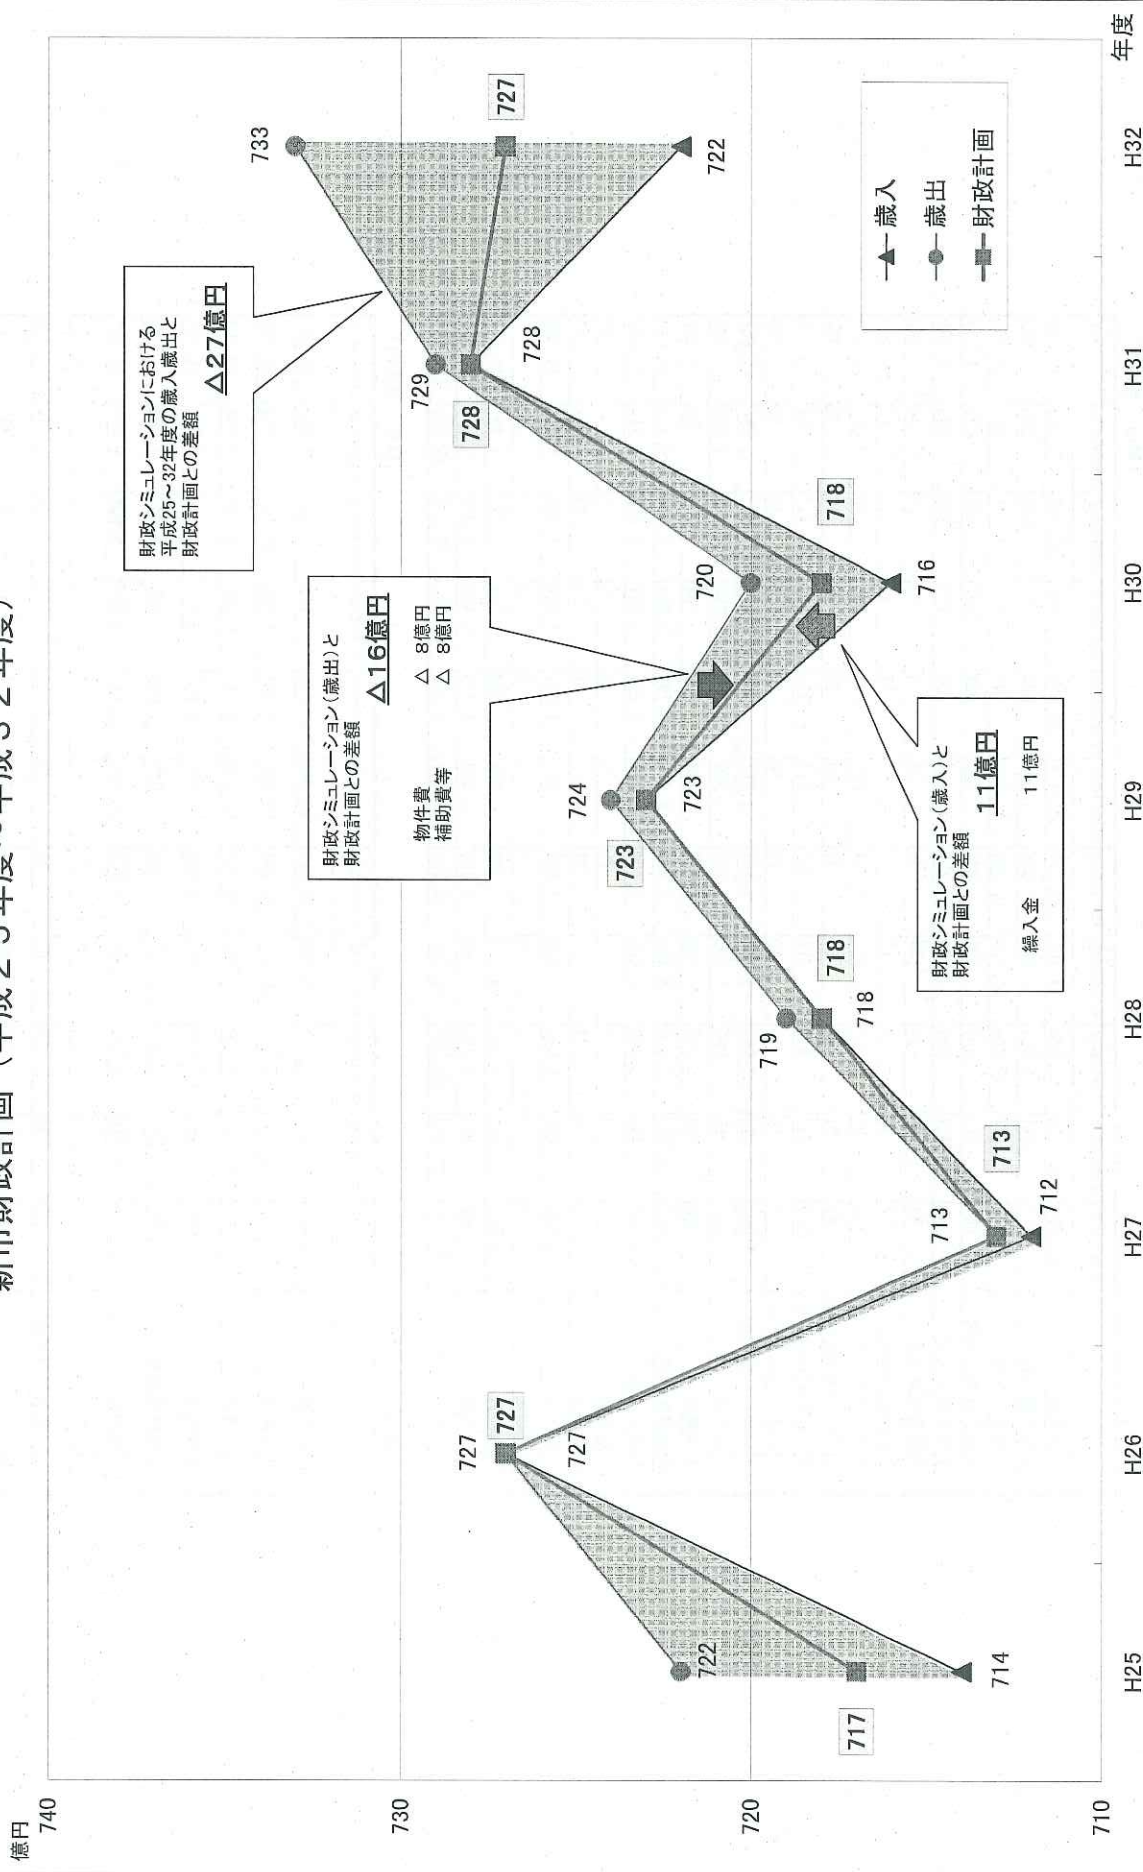 新市財政計画（平成２５年度～平成３２年度）
億円
740
730
720
710
財政シミュレーションにおける
平成25～32年度の歳入歳出と
財政計画との差額
△27億円
財政シミュレーション（歳出）と
財政計画との差額
△16億円
物件費 △ 8億円
補助費等 △ 8億円
財政シミュレーション（歳入）と
財政計画との差額
11億円
繰入金 11億円
722
717
714
727
727
727
713
713
712
719
718
718
724
723
723
720
718
716
729
728
728
733
727
722
歳入
歳出
財政計画
H25 H26 H27 H28 H29 H30 H31 H32
年度